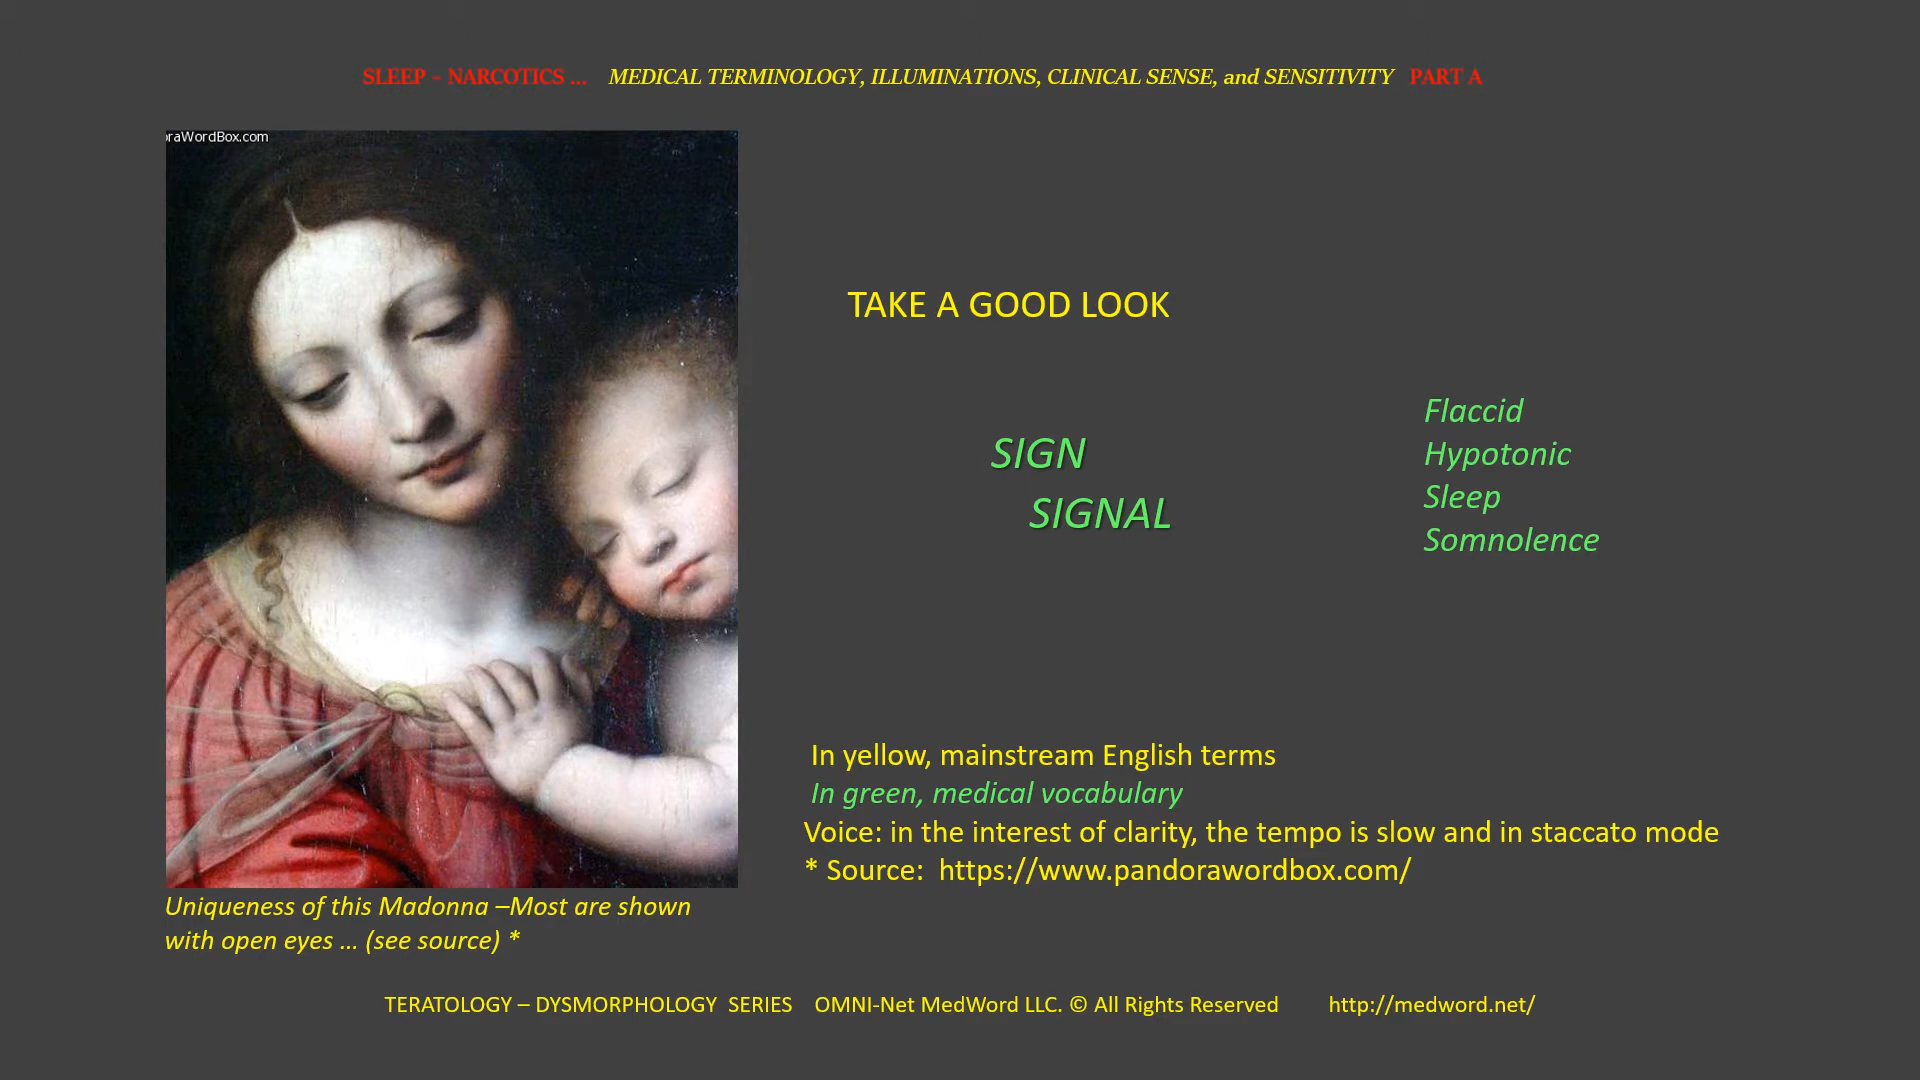 SLEEP – NARCOTICS ... MEDICAL TERMINOLOGY, ILLUMINATIONS, CLINICAL SENSE, and SENSITIVITY PART A
raWordBox.com
TAKE A GOOD LOOK
SIGN
SIGNAL
Flaccid
Hypotonic
Sleep
Somnolence
In yellow, mainstream English terms
In green, medical vocabulary
Voice: in the interest of clarity, the tempo is slow and in staccato mode
* Source: https://www.pandorawordbox.com/
Uniqueness of this Madonna –Most are shown
with open eyes ... (see source) *
TERATOLOGY – DYSMORPHOLOGY SERIES OMNI-Net MedWord LLC. © All Rights Reserved http://medword.net/